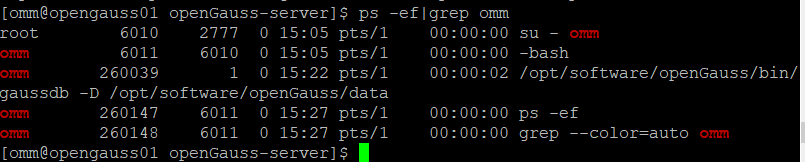 [omm@opengauss01 openGauss-server]$ ps -ef|grep omm
root 6010 2777 0 15:05 pts/1 00:00:00 su - omm
omm 6011 6010 0 15:05 pts/1 00:00:00 -bash
omm 260039 1 0 15:22 pts/1 00:00:02 /opt/software/openGauss/bin/
gaussdb -D /opt/software/openGauss/data
omm 260147 6011 0 15:27 pts/1 00:00:00 ps -ef
omm 260148 6011 0 15:27 pts/1 00:00:00 grep --color=auto omm
[omm@opengauss01 openGauss-server]$